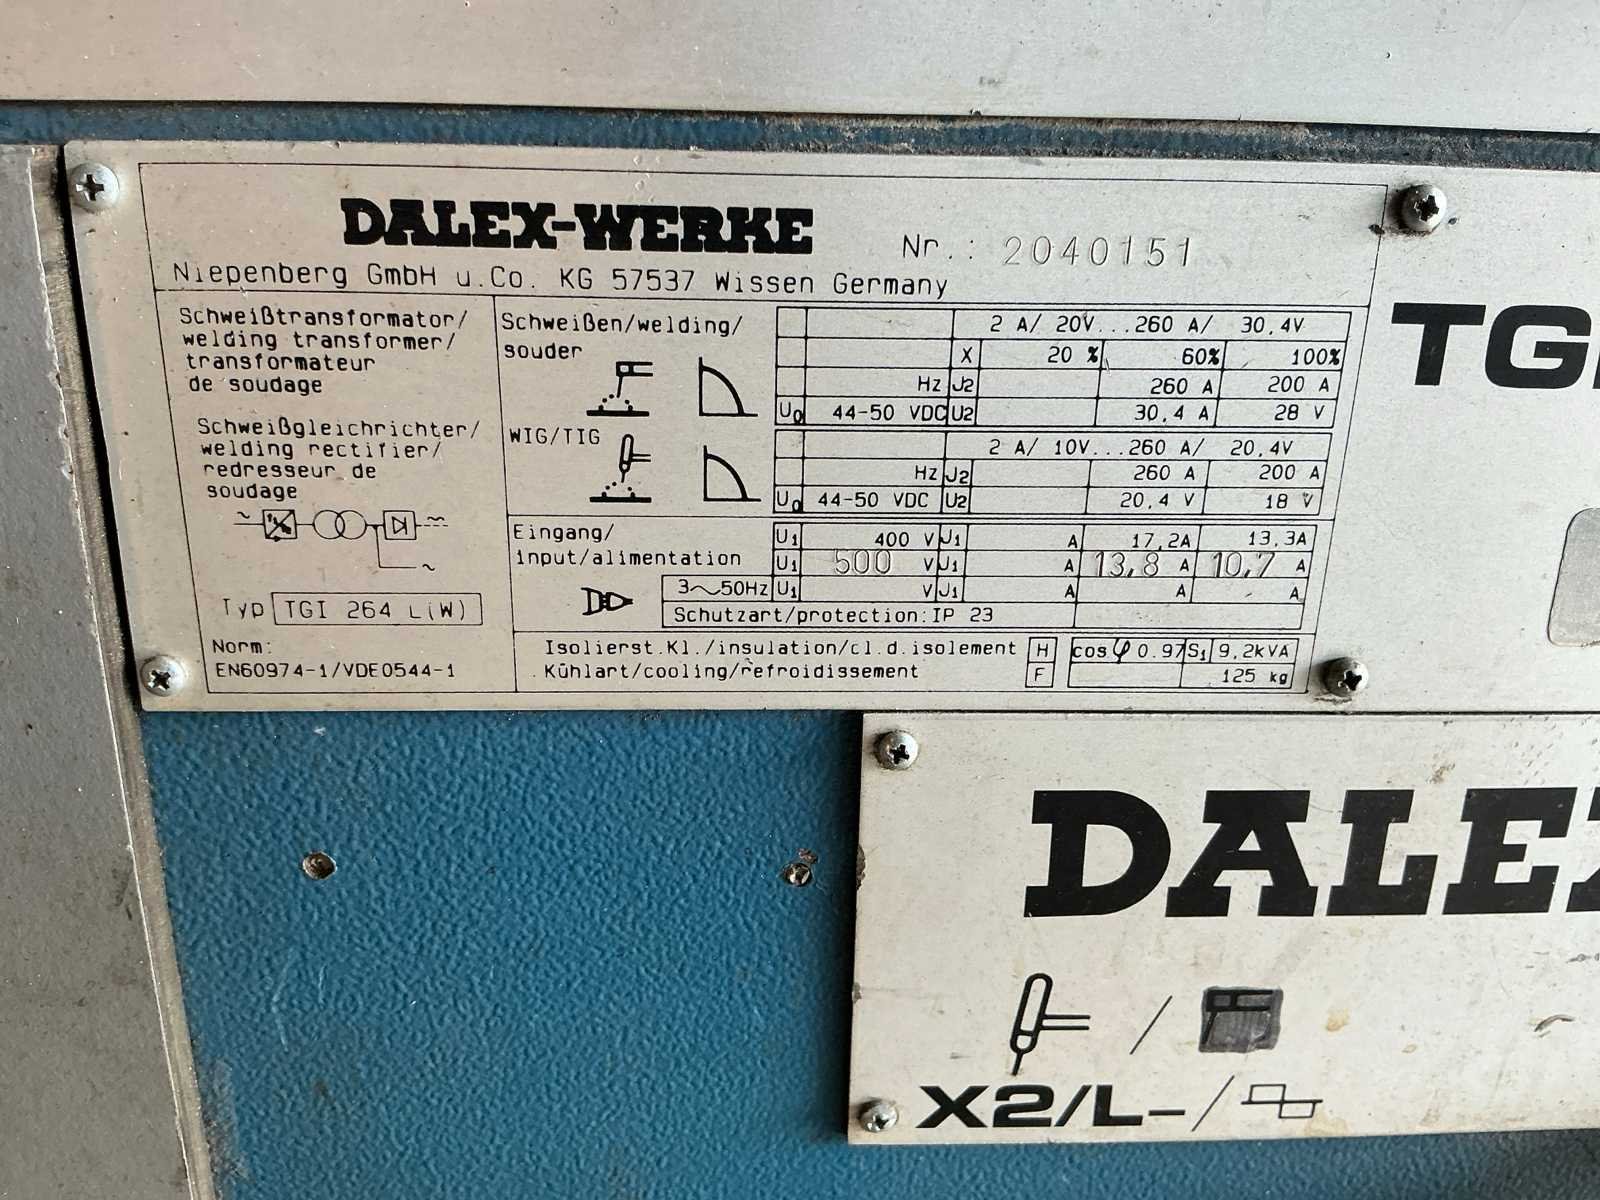 DALEX-WERKE Nr.: 2040151
Niepenberg GmbH u.Co. KG 57537 Wissen Germany
Schweißtransformator/
welding transformer/
transformateur
de soudage
Schweißgleichrichter/
welding rectifier/
redresseur de
soudage
~ ~
Typ TGI 264 L(W)
Norm:
EN60974-1/VDE0544-1
Schweißen/welding/
souder
2 A/ 20V...260 A/ 30,4V
X 20 % 60% 100%
Hz J2 260 A 200 A
U0 44-50 VDC U2 30,4 A 28 V
WIG/TIG
2 A/ 10V...260 A/ 20,4V
Hz J2 260 A 200 A
U0 44-50 VDC U2 20,4 V 18 V
Eingang/
input/alimentation
U1 400 V J1 A 17,2A 13,3A
U1 500 V J1 A 13,8 A 10,7 A
3~50Hz U1 V J1 A A A
Schutzart/protection: IP 23
Isolierst.Kl./insulation/cl.d.isolement H cosφ 0.97 S1 9,2kVA
Kühlart/cooling/refroidissement F 125 kg
TGI
DALEX
X2/L-/